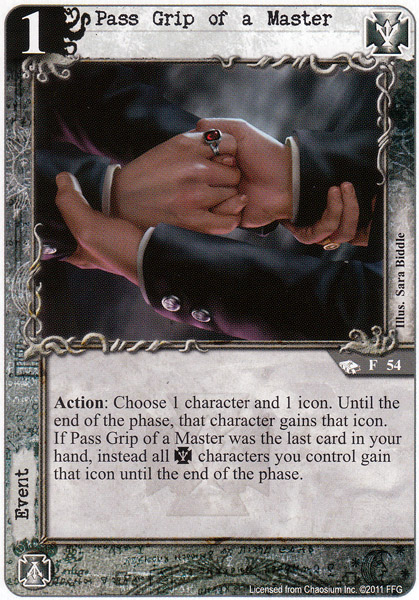 1 Pass Grip of a Master
Illus. Sara Biddle
F 54
Action: Choose 1 character and 1 icon. Until the
end of the phase, that character gains that icon.
If Pass Grip of a Master was the last card in your
hand, instead all characters you control gain
that icon until the end of the phase.
Event
Licensed from Chaosium Inc. ©2011 FFG